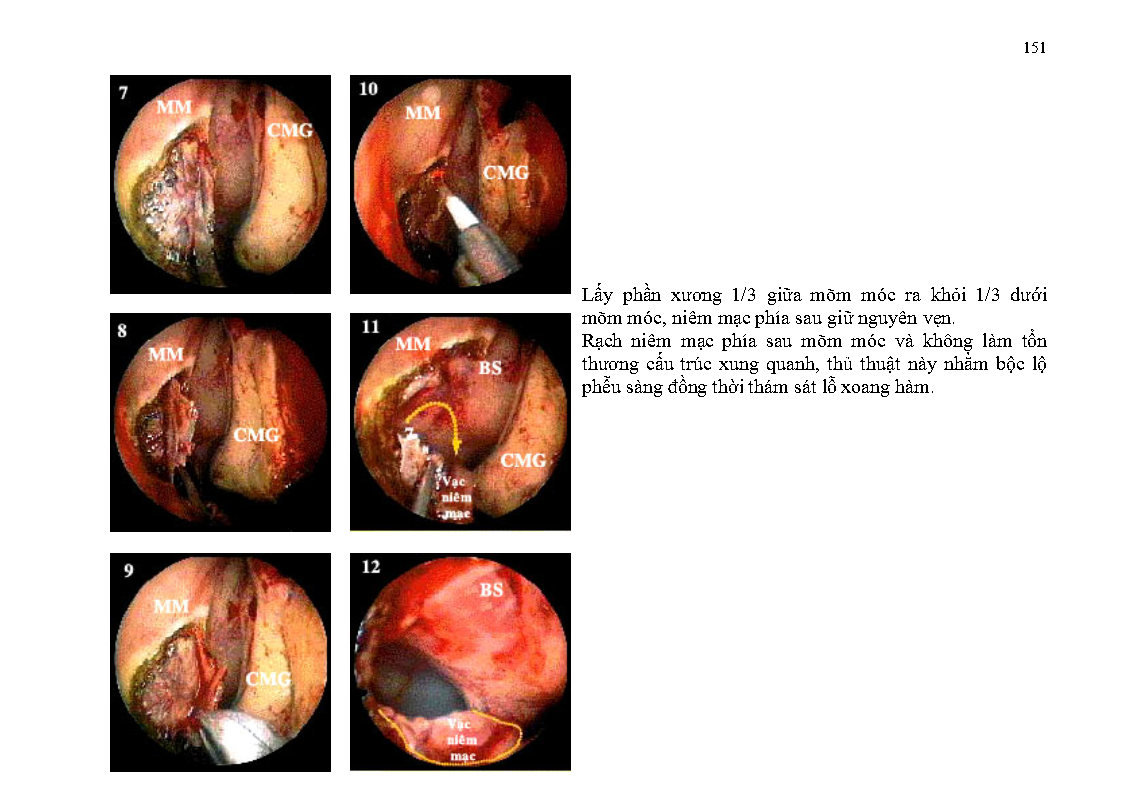 151
7
MM
CMG
10
MM
CMG
8
MM
CMG
11
MM
BS
CMG
Vạc
niêm
mạc
9
MM
CMG
12
BS
Vạc
niêm
mạc
Lấy phần xương 1/3 giữa mõm móc ra khỏi 1/3 dưới
mõm móc, niêm mạc phía sau giữ nguyên vẹn.
Rạch niêm mạc phía sau mõm móc và không làm tổn
thương cấu trúc xung quanh, thủ thuật này nhằm bộc lộ
phễu sàng đồng thời thám sát lỗ xoang hàm.